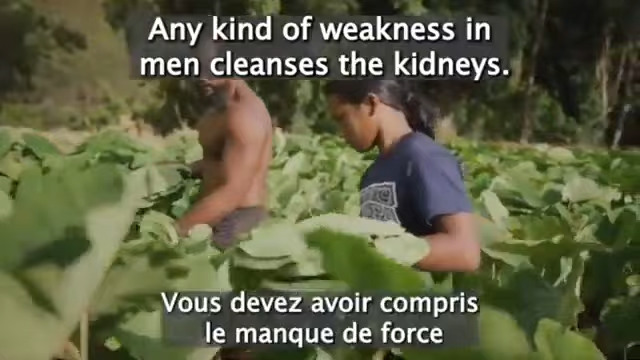 Any kind of weakness in
men cleanses the kidneys.
Vous devez avoir compris
le manque de force